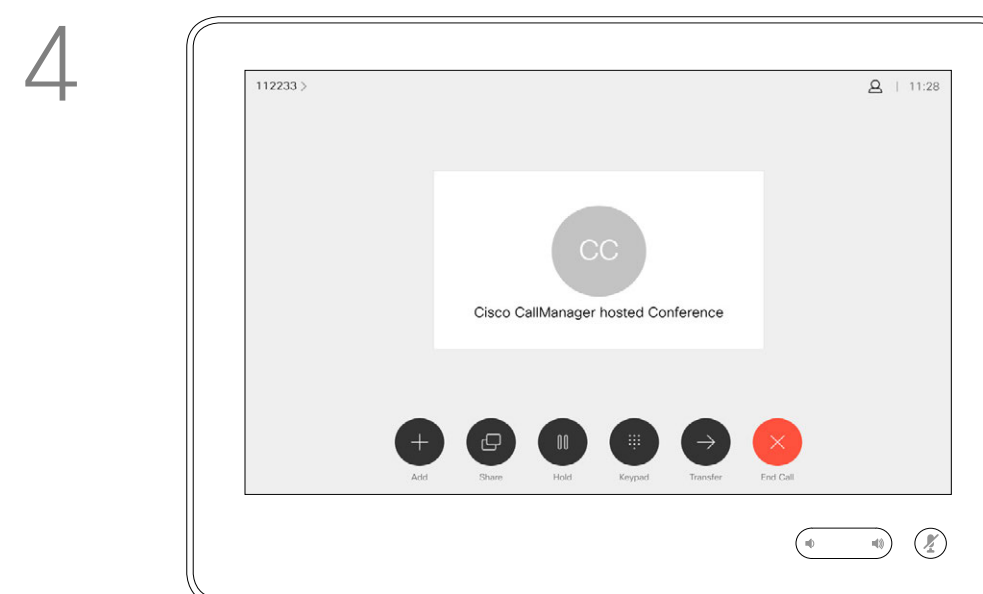 4
112233 >
11:28
CC
Cisco CallManager hosted Conference
Add Share Hold Keypad Transfer End Call